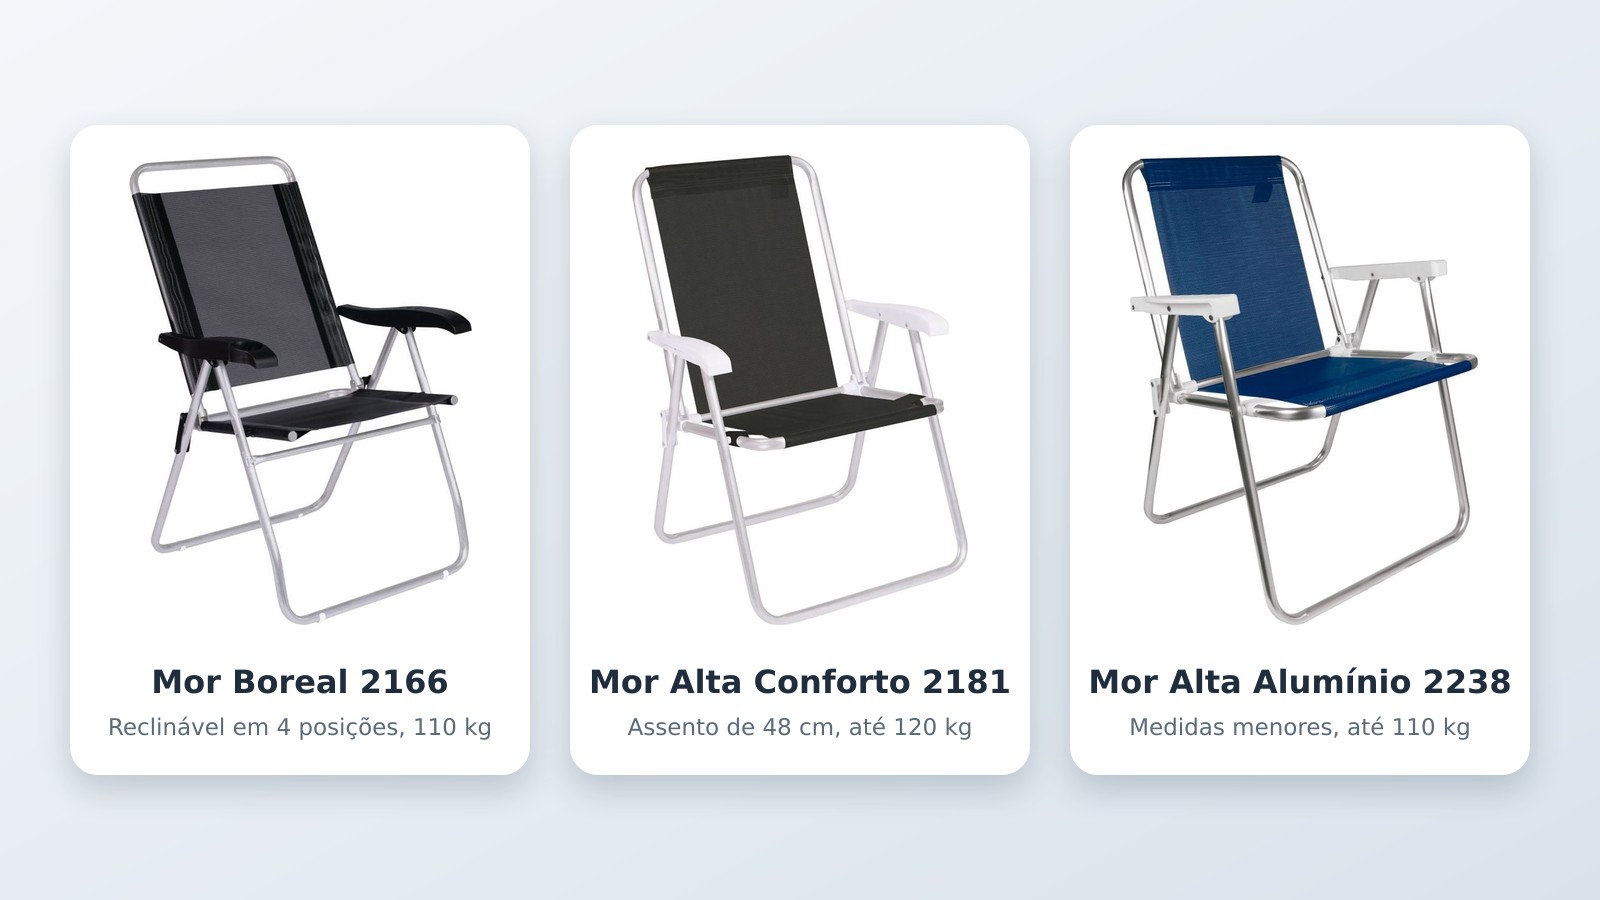 Mor Boreal 2166
Reclinável em 4 posições, 110 kg
Mor Alta Conforto 2181
Assento de 48 cm, até 120 kg
Mor Alta Alumínio 2238
Medidas menores, até 110 kg